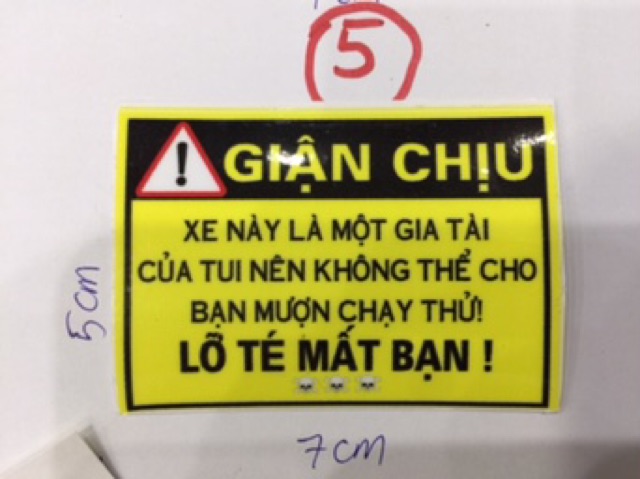 5
GIẬN CHỊU
XE NÀY LÀ MỘT GIA TÀI
CỦA TUI NÊN KHÔNG THỂ CHO
BẠN MƯỢN CHẠY THỬ!
LỠ TÉ MẤT BẠN !
5cm
7cm